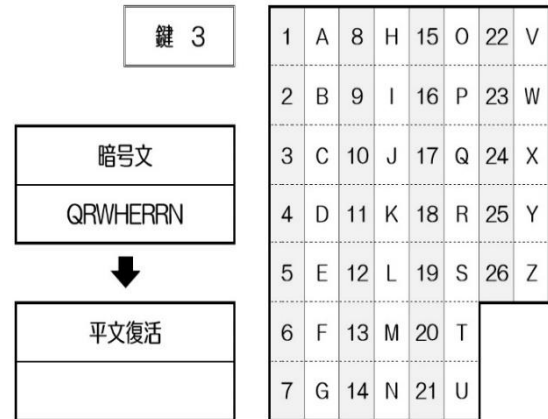 鍵 3
暗号文
QRWHERRN
平文復活
1 A 8 H 15 O 22 V
2 B 9 I 16 P 23 W
3 C 10 J 17 Q 24 X
4 D 11 K 18 R 25 Y
5 E 12 L 19 S 26 Z
6 F 13 M 20 T
7 G 14 N 21 U